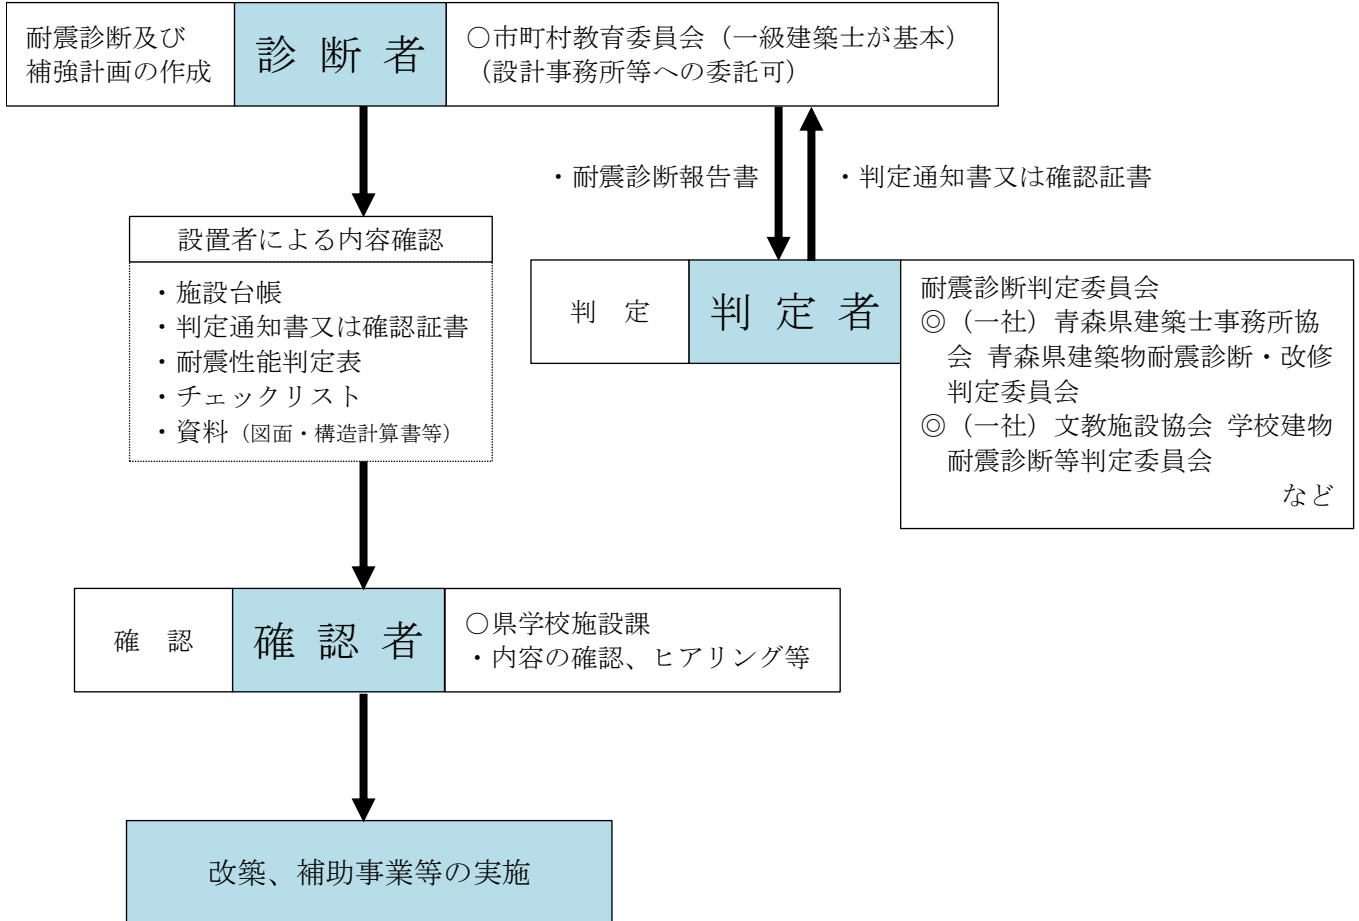 耐震診断及び
補強計画の作成
診 断 者
○市町村教育委員会（一級建築士が基本）
（設計事務所等への委託可）
・耐震診断報告書
・判定通知書又は確認証書
設置者による内容確認
・施設台帳
・判定通知書又は確認証書
・耐震性能判定表
・チェックリスト
・資料（図面・構造計算書等）
判 定
判 定 者
耐震診断判定委員会
◎（一社）青森県建築士事務所協
会 青森県建築物耐震診断・改修
判定委員会
◎（一社）文教施設協会 学校建物
耐震診断等判定委員会
など
確 認
確 認 者
○県学校施設課
・内容の確認、ヒアリング等
改築、補助事業等の実施